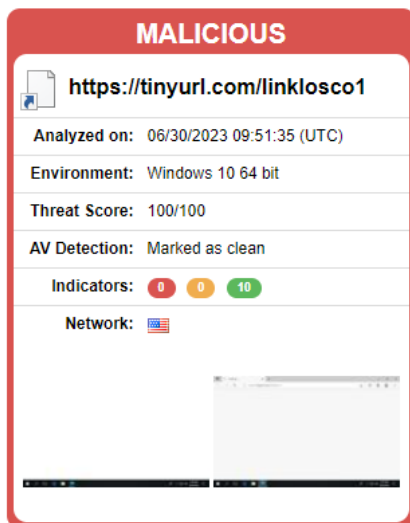 MALICIOUS
https://tinyurl.com/linklosco1
Analyzed on: 06/30/2023 09:51:35 (UTC)
Environment: Windows 10 64 bit
Threat Score: 100/100
AV Detection: Marked as clean
Indicators: 0 0 10
Network: